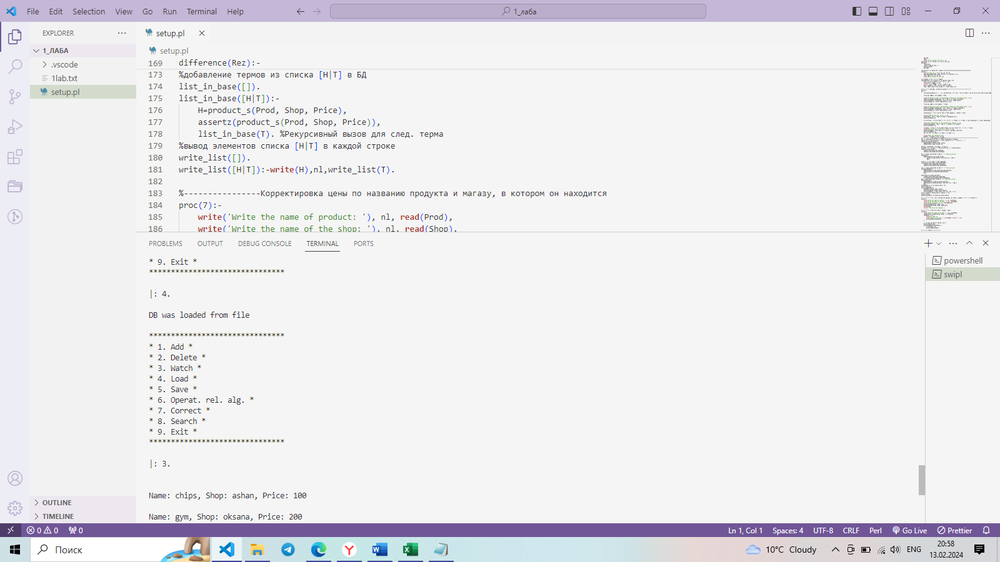 File Edit Selection View Go Run Terminal Help
1_лаба
EXPLORER
1_ЛАБА
.vscode
1lab.txt
setup.pl
OUTLINE
TIMELINE
setup.pl
setup.pl
169 difference(Rez):-
173 %добавление термов из списка [H|T] в БД
174 list_in_base([]).
175 list_in_base([H|T]):-
176 H=product_s(Prod, Shop, Price),
177 assertz(product_s(Prod, Shop, Price)),
178 list_in_base(T). %Рекурсивный вызов для след. терма
179 %вывод элементов списка [H|T] в каждой строке
180 write_list([]).
181 write_list([H|T]):-write(H),nl,write_list(T).
182
183 %----------------Корректировка цены по названию продукта и магазу, в котором он находится
184 proc(7):-
185 write('Write the name of product: '), nl, read(Prod),
186 write('Write the name of the shop: '), nl, read(Shop),
PROBLEMS OUTPUT DEBUG CONSOLE TERMINAL PORTS
powershell
swipl
* 9. Exit *
*******************************
|: 4.
DB was loaded from file
*******************************
* 1. Add *
* 2. Delete *
* 3. Watch *
* 4. Load *
* 5. Save *
* 6. Operat. rel. alg. *
* 7. Correct *
* 8. Search *
* 9. Exit *
*******************************
|: 3.
Name: chips, Shop: ashan, Price: 100
Name: gym, Shop: oksana, Price: 200
0 0 0 Ln 1, Col 1 Spaces: 4 UTF-8 CRLF Perl Go Live Prettier
Поиск
10°C Cloudy
ENG
20:58
13.02.2024